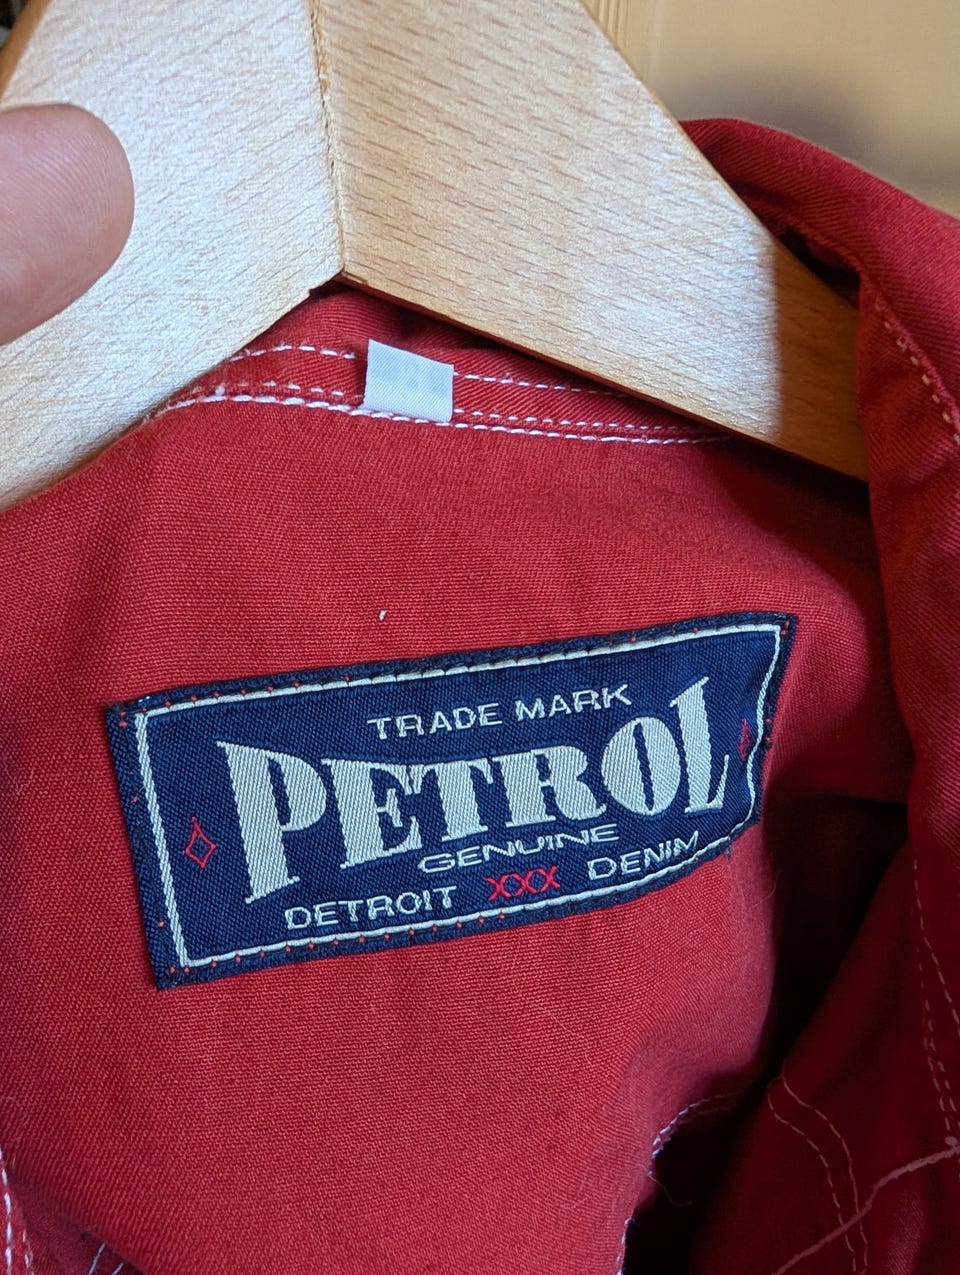 TRADE MARK
PETROL
GENUINE
DETROIT XXX DENIM